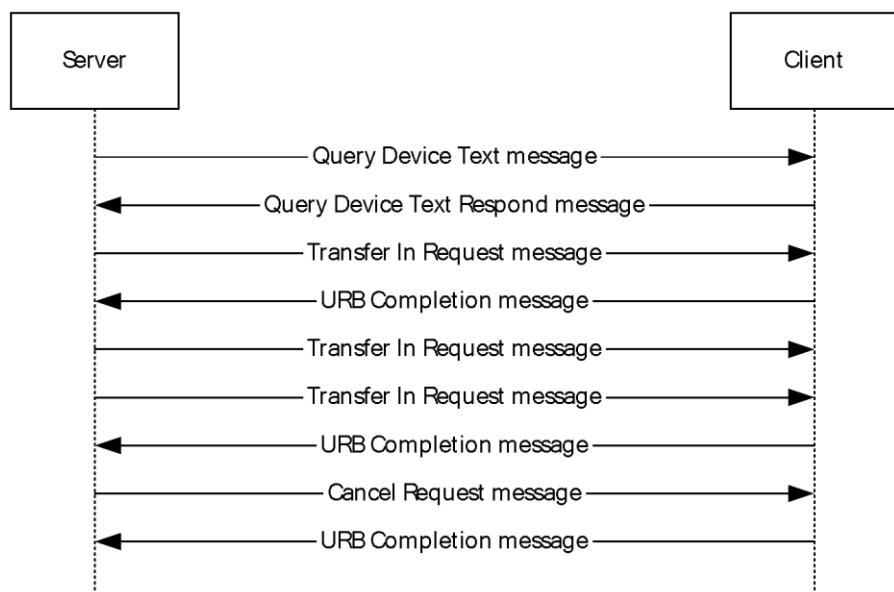 Server
Client
Query Device Text message
Query Device Text Respond message
Transfer In Request message
URB Completion message
Transfer In Request message
Transfer In Request message
URB Completion message
Cancel Request message
URB Completion message